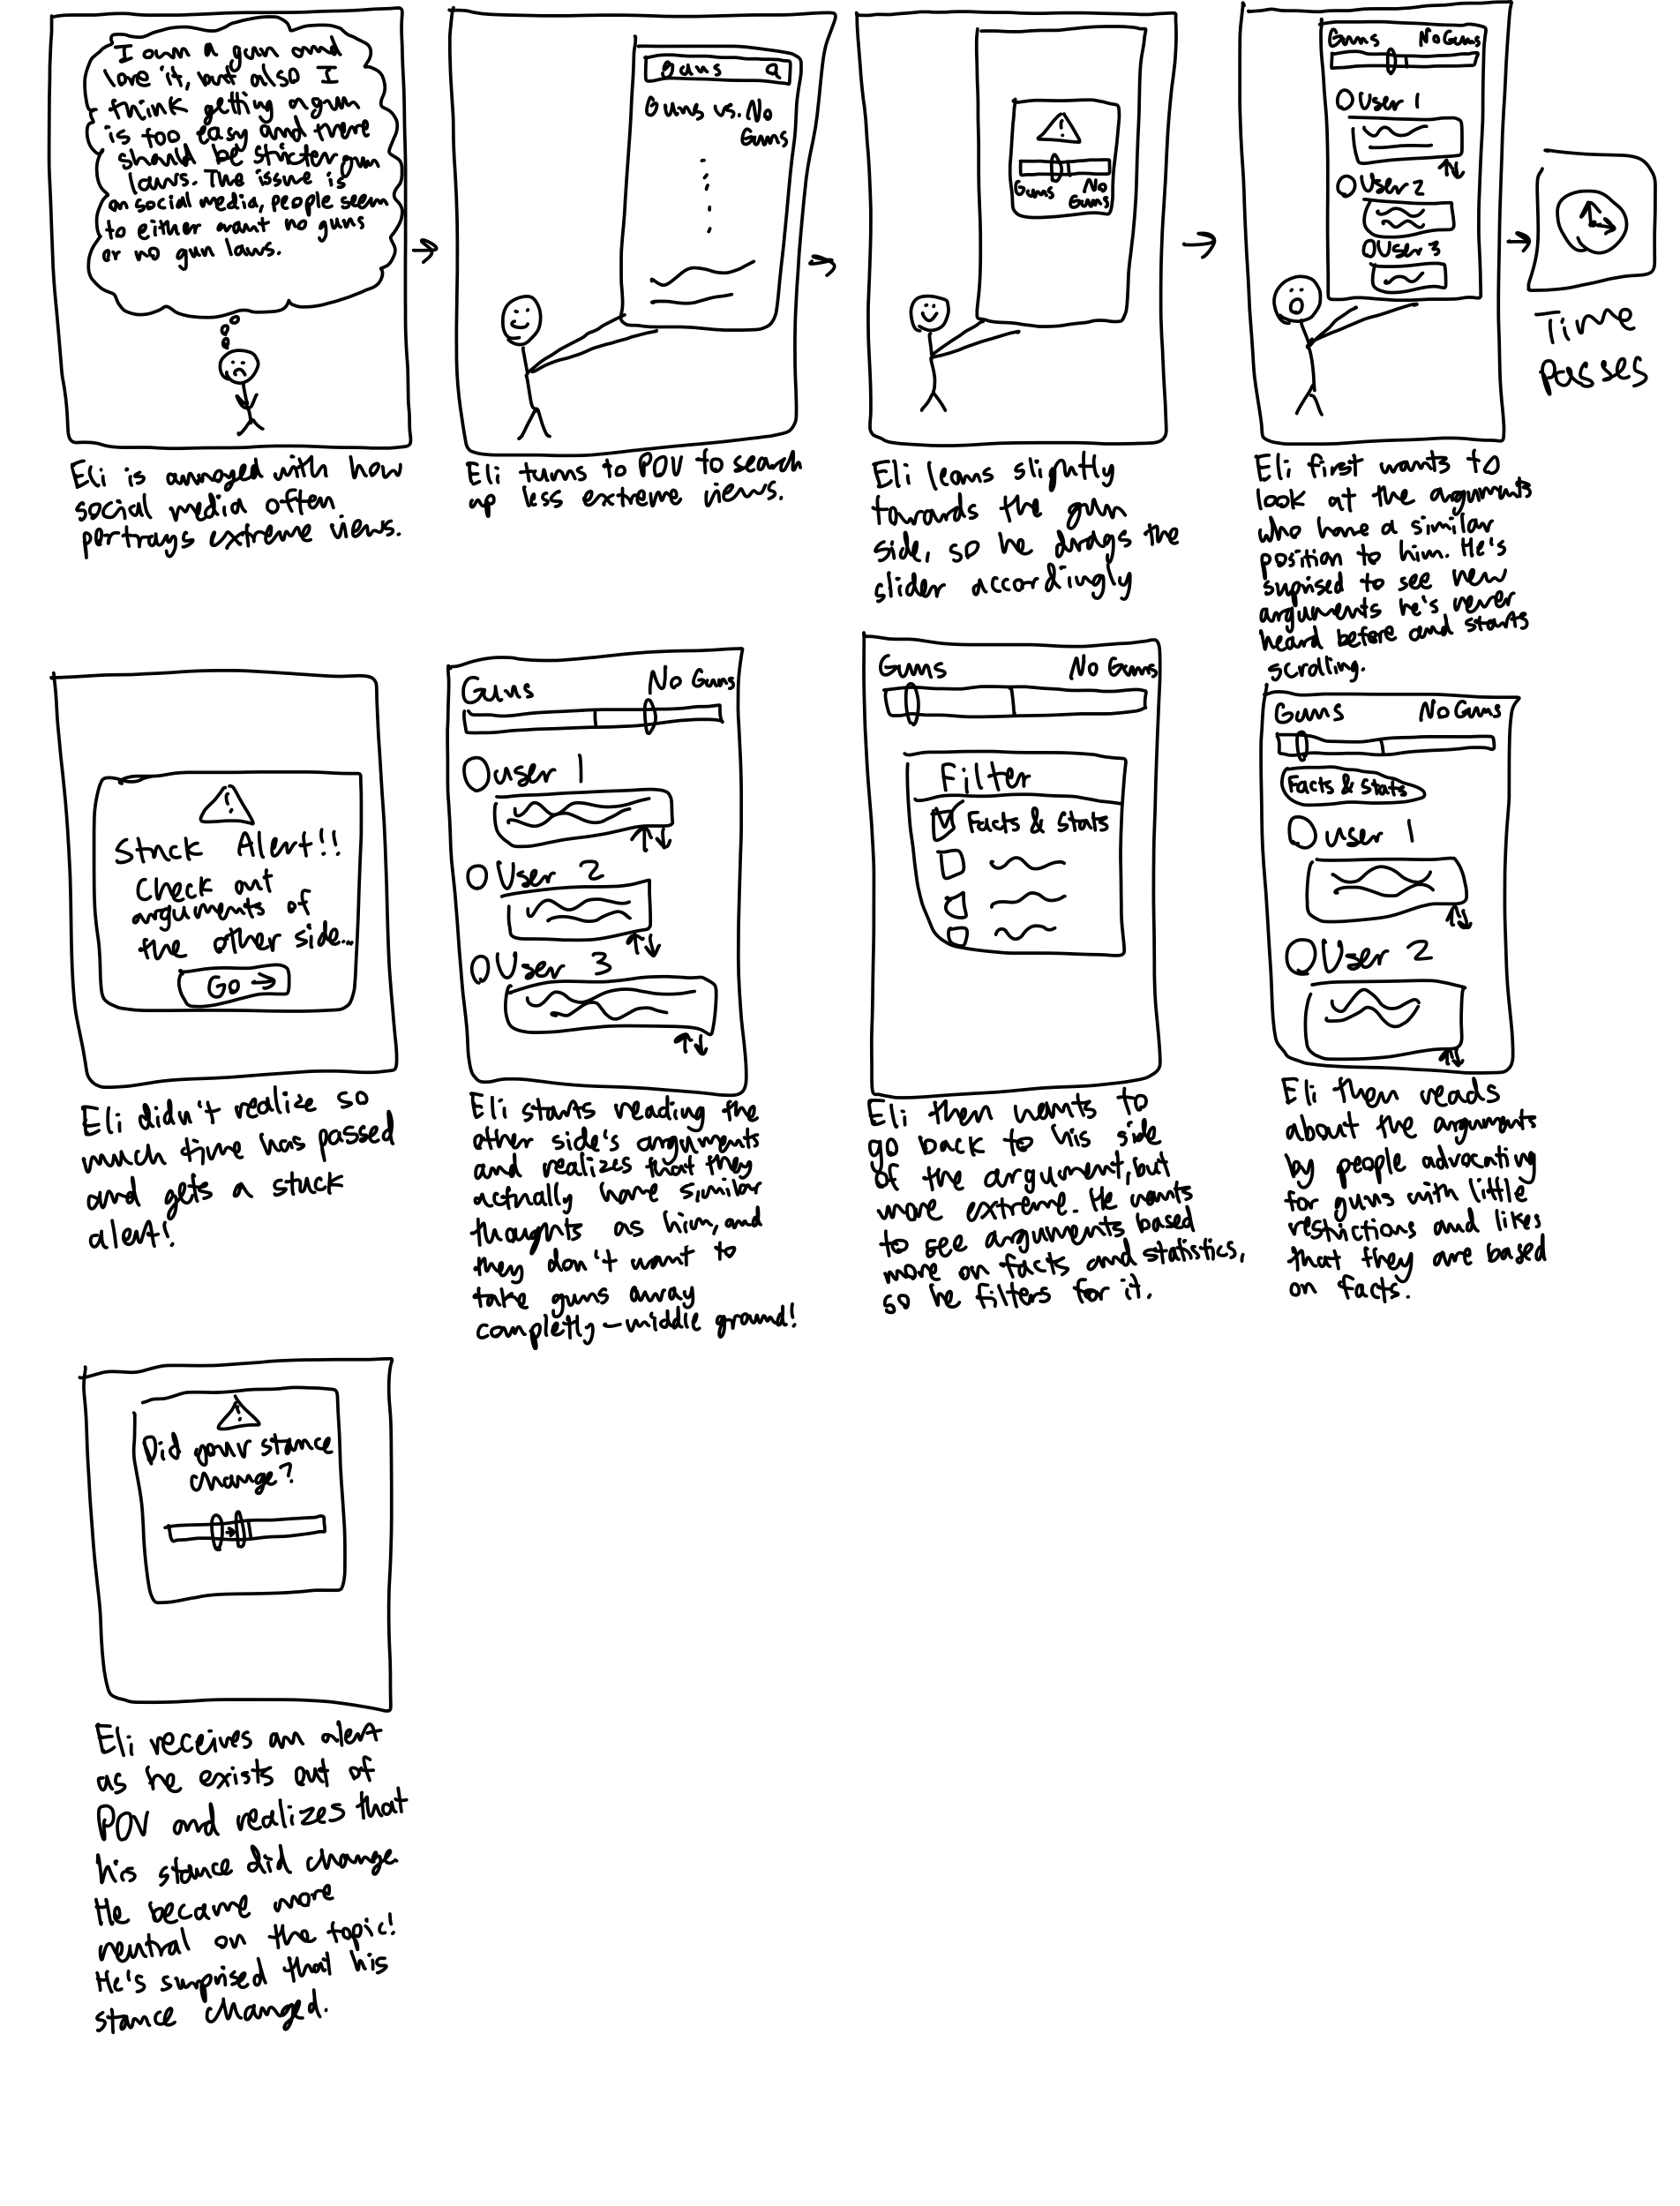 I own a gun and
love it, but also I
think getting a gun
is too easy and there
should be stricter gun
laws. The issue is
on social media, people seem
to either want no guns
or no gun laws.
Eli is annoyed with how
social media often
portrays extreme views.
Guns
Guns vs. No
Guns
Eli turns to POV to search
up less extreme views.
Guns No
Guns
Eli leans slightly
towards the gun
side, so he drags the
slider accordingly
Guns No Guns
User 1
User 2
User 3
Eli first wants to
look at the arguments
who have a similar
position to him. He's
suprised to see new
arguments he's never
heard before and starts
scrolling.
Time
Passes
Stuck Alert!!
Check out
arguments of
the other side...
Go →
Eli didn't realize so
much time has passed
and gets a stuck
alert!
Guns No Guns
User 1
User 2
User 3
Eli starts reading the
other side's arguments
and realizes that they
actually have similar
thoughts as him, and
they don't want to
take guns away
completly - middle ground!
Guns No Guns
Filter
Facts & Stats
Eli then wants to
go back to his side
of the argument, but
more extreme. He wants
to see arguments based
more on facts and statistics,
so he filters for it.
Guns No Guns
Facts & Stats
User 1
User 2
Eli then reads
about the arguments
by people advocating
for guns with little
restrictions and likes
that they are based
on facts.
Did your stance
change?
Eli receives an alert
as he exists out of
POV and realizes that
his stance did change.
He became more
neutral on the topic!
He's surprised that his
stance changed.